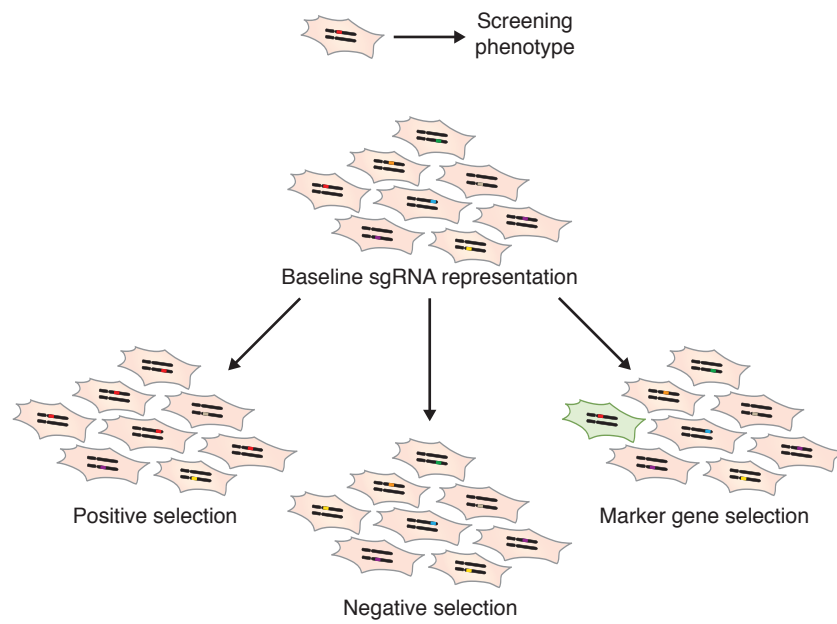 Screening
phenotype
Baseline sgRNA representation
Positive selection
Marker gene selection
Negative selection